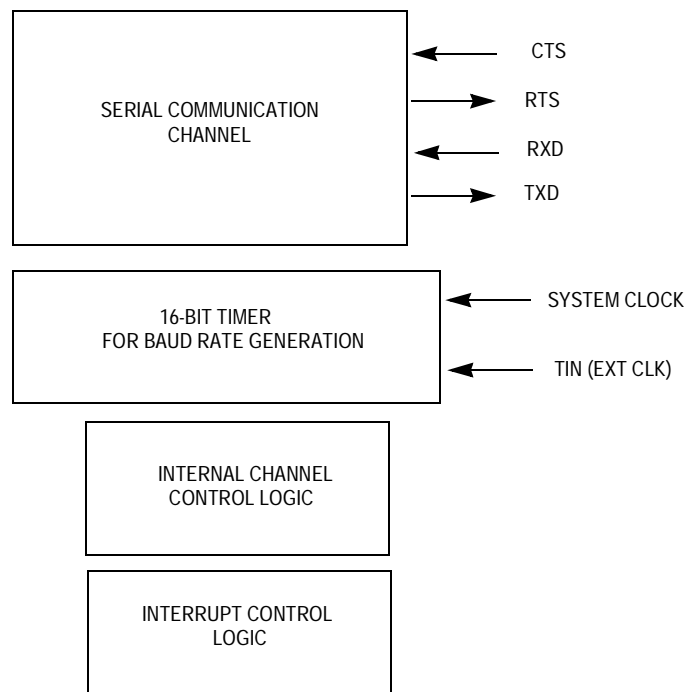 SERIAL COMMUNICATION
CHANNEL
CTS
RTS
RXD
TXD
16-BIT TIMER
FOR BAUD RATE GENERATION
SYSTEM CLOCK
TIN (EXT CLK)
INTERNAL CHANNEL
CONTROL LOGIC
INTERRUPT CONTROL
LOGIC